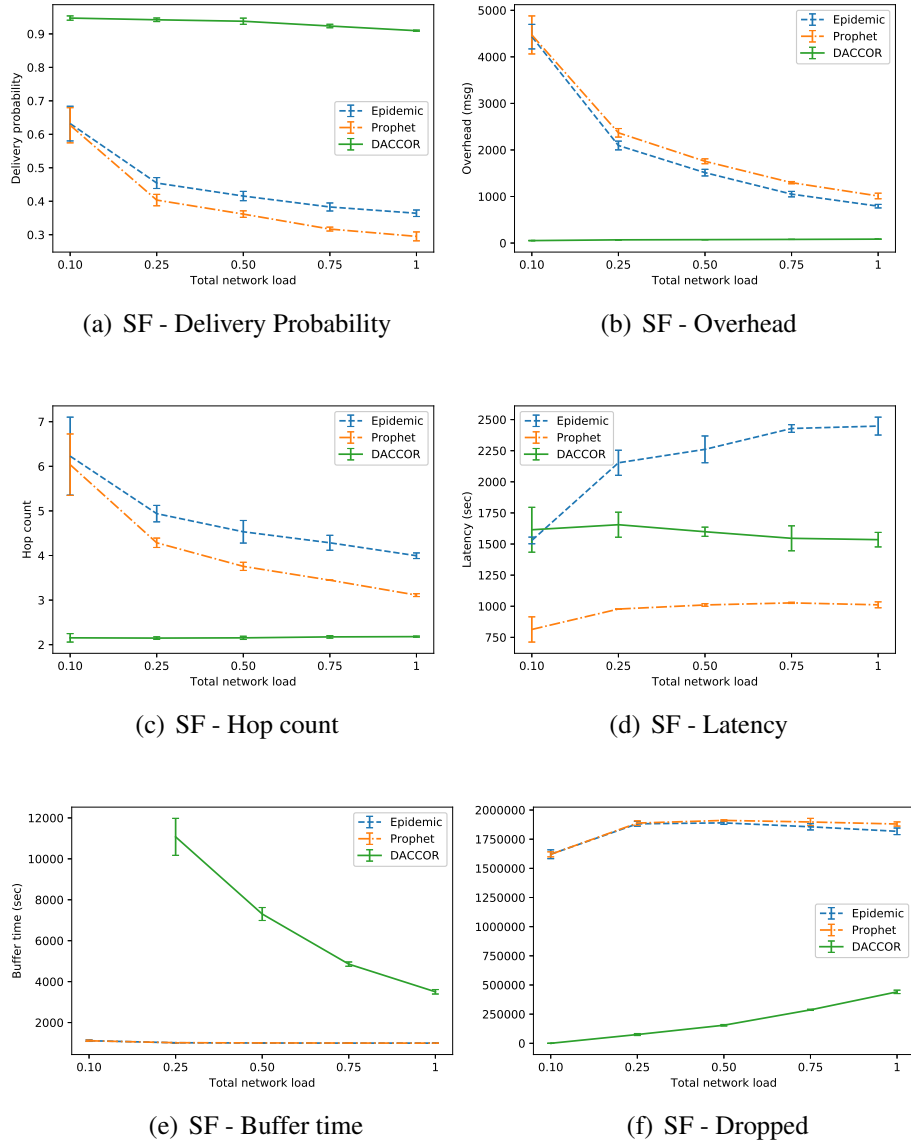 0.9
0.8
0.7
0.6
0.5
0.4
0.3
Delivery probability
Epidemic
Prophet
DACCOR
0.10 0.25 0.50 0.75 1
Total network load
(a) SF - Delivery Probability
5000
4000
3000
2000
1000
0
Overhead (msg)
Epidemic
Prophet
DACCOR
0.10 0.25 0.50 0.75 1
Total network load
(b) SF - Overhead
7
6
5
4
3
2
Hop count
Epidemic
Prophet
DACCOR
0.10 0.25 0.50 0.75 1
Total network load
(c) SF - Hop count
2500
2250
2000
1750
1500
1250
1000
750
Latency (sec)
Epidemic
Prophet
DACCOR
0.10 0.25 0.50 0.75 1
Total network load
(d) SF - Latency
12000
10000
8000
6000
4000
2000
Buffer time (sec)
Epidemic
Prophet
DACCOR
0.10 0.25 0.50 0.75 1
Total network load
(e) SF - Buffer time
2000000
1750000
1500000
1250000
1000000
750000
500000
250000
0
Epidemic
Prophet
DACCOR
0.10 0.25 0.50 0.75 1
Total network load
(f) SF - Dropped